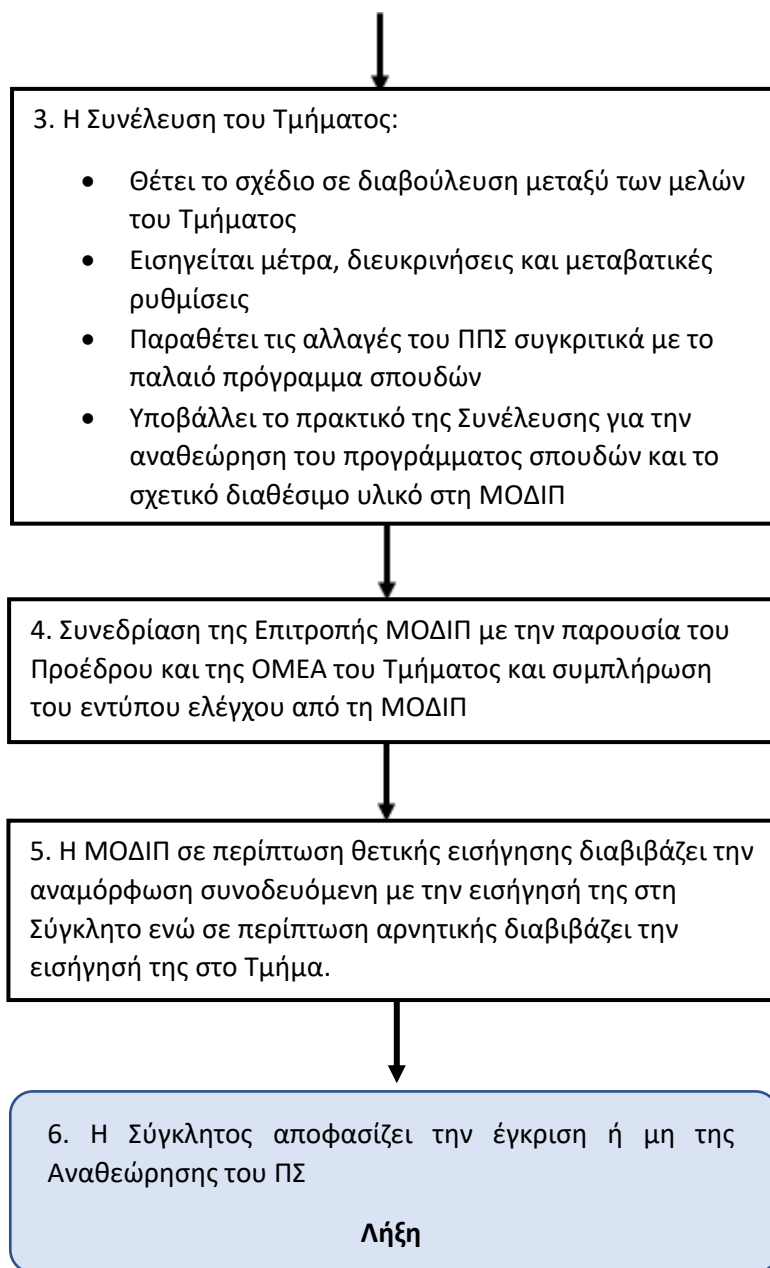 3. Η Συνέλευση του Τμήματος:
• Θέτει το σχέδιο σε διαβούλευση μεταξύ των μελών
του Τμήματος
• Εισηγείται μέτρα, διευκρινήσεις και μεταβατικές
ρυθμίσεις
• Παραθέτει τις αλλαγές του ΠΠΣ συγκριτικά με το
παλαιό πρόγραμμα σπουδών
• Υποβάλλει το πρακτικό της Συνέλευσης για την
αναθεώρηση του προγράμματος σπουδών και το
σχετικό διαθέσιμο υλικό στη ΜΟΔΙΠ
4. Συνεδρίαση της Επιτροπής ΜΟΔΙΠ με την παρουσία του
Προέδρου και της ΟΜΕΑ του Τμήματος και συμπλήρωση
του εντύπου ελέγχου από τη ΜΟΔΙΠ
5. Η ΜΟΔΙΠ σε περίπτωση θετικής εισήγησης διαβιβάζει την
αναμόρφωση συνοδευόμενη με την εισήγησή της στη
Σύγκλητο ενώ σε περίπτωση αρνητικής διαβιβάζει την
εισήγησή της στο Τμήμα.
6. Η Σύγκλητος αποφασίζει την έγκριση ή μη της
Αναθεώρησης του ΠΣ
Λήξη